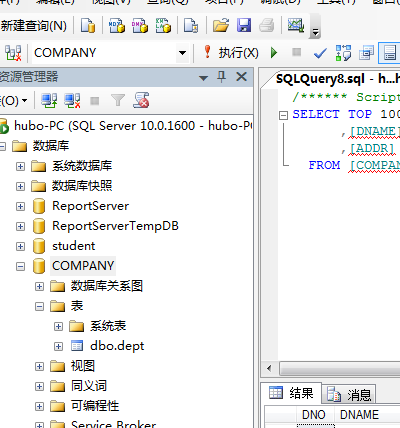 新建查询(N)
COMPANY
执行(X)
资源管理器
(O)
hubo-PC (SQL Server 10.0.1600 - hubo-P
数据库
系统数据库
数据库快照
ReportServer
ReportServerTempDB
student
COMPANY
数据库关系图
表
系统表
dbo.dept
视图
同义词
可编程性
Service Broker
SQLQuery8.sql - h...h
/****** Script
SELECT TOP 100
,[DNAME]
,[ADDR]
FROM [COMPAN
结果
消息
DNO DNAME